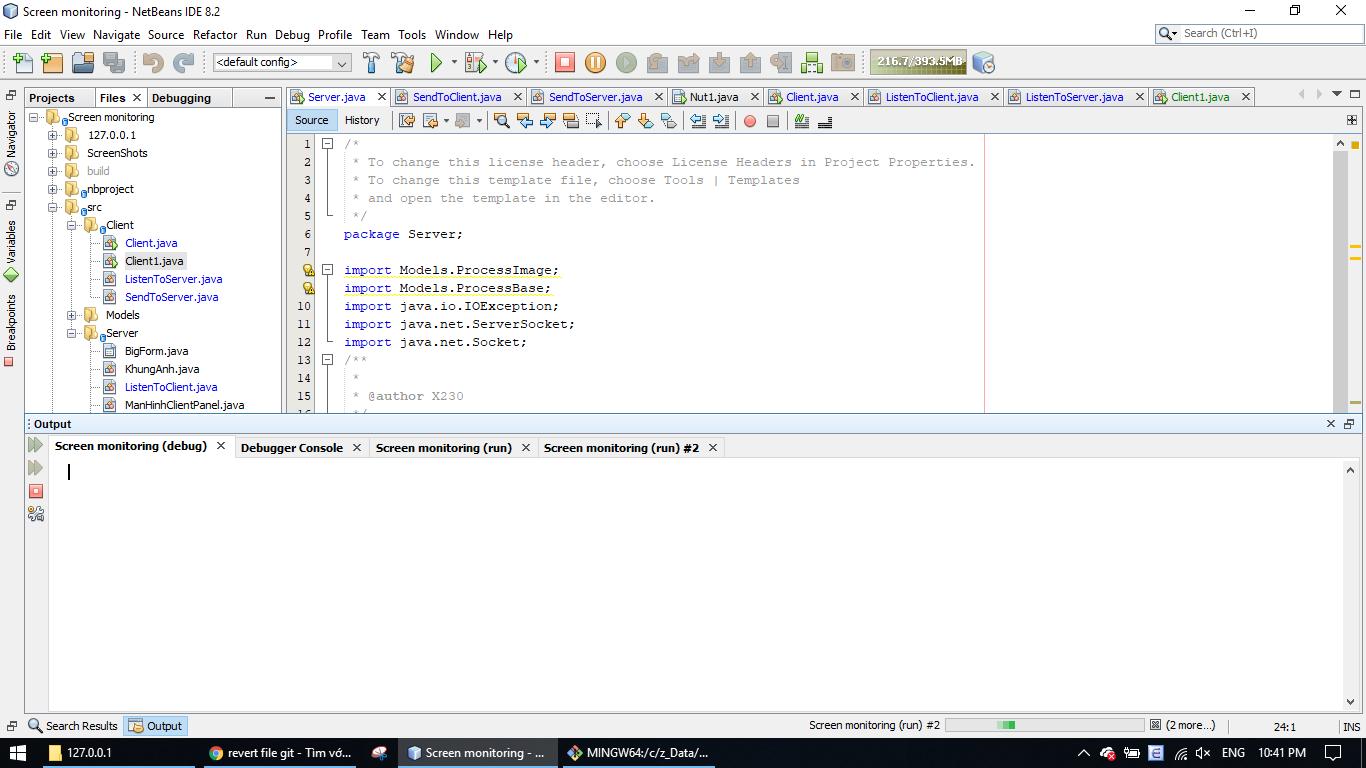 Screen monitoring - NetBeans IDE 8.2
File Edit View Navigate Source Refactor Run Debug Profile Team Tools Window Help
Search (Ctrl+I)
<default config>
216.7/393.5MB
Projects Files Debugging
Server.java SendToClient.java SendToServer.java Nut1.java Client.java ListenToClient.java ListenToServer.java Client1.java
Navigator
Variables
Breakpoints
Screen monitoring
127.0.0.1
ScreenShots
build
nbproject
src
Client
Client.java
Client1.java
ListenToServer.java
SendToServer.java
Models
Server
BigForm.java
KhungAnh.java
ListenToClient.java
ManHinhClientPanel.java
Source History
1 /*
2 * To change this license header, choose License Headers in Project Properties.
3 * To change this template file, choose Tools | Templates
4 * and open the template in the editor.
5 */
6 package Server;
7
import Models.ProcessImage;
import Models.ProcessBase;
10 import java.io.IOException;
11 import java.net.ServerSocket;
12 import java.net.Socket;
13 /**
14 *
15 * @author X230
16 */
Output
Screen monitoring (debug) Debugger Console Screen monitoring (run) Screen monitoring (run) #2
Search Results Output
Screen monitoring (run) #2 (2 more...) 24:1 INS
127.0.0.1 revert file git - Tìm vớ... Screen monitoring - ... MINGW64:/c/z_Data/... ENG 10:41 PM